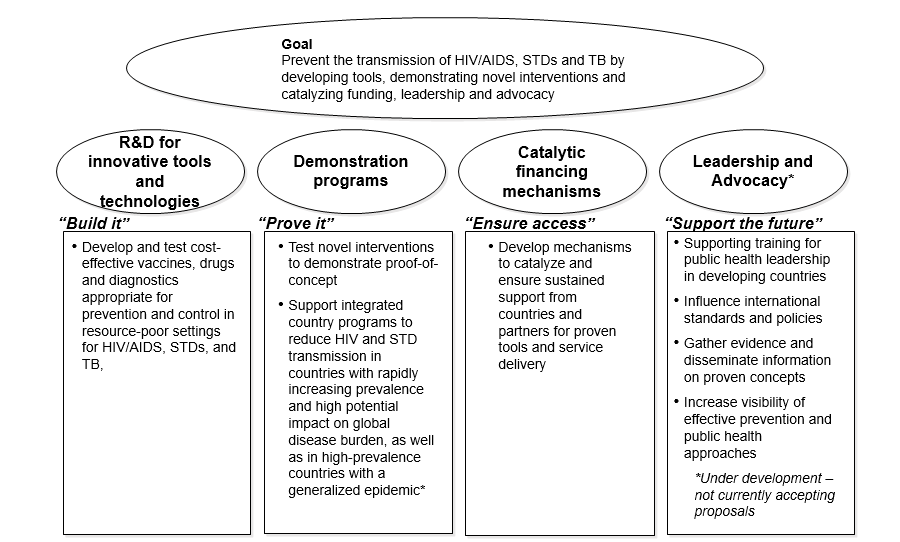 Goal
Prevent the transmission of HIV/AIDS, STDs and TB by
developing tools, demonstrating novel interventions and
catalyzing funding, leadership and advocacy
R&D for
innovative tools
and
technologies
“Build it”
• Develop and test cost-
effective vaccines, drugs
and diagnostics
appropriate for
prevention and control in
resource-poor settings
for HIV/AIDS, STDs, and
TB,
Demonstration
programs
“Prove it”
• Test novel interventions
to demonstrate proof-of-
concept
• Support integrated
country programs to
reduce HIV and STD
transmission in
countries with rapidly
increasing prevalence
and high potential
impact on global
disease burden, as well
as in high-prevalence
countries with a
generalized epidemic*
Catalytic
financing
mechanisms
“Ensure access”
• Develop mechanisms
to catalyze and
ensure sustained
support from
countries and
partners for proven
tools and service
delivery
Leadership and
Advocacy*
“Support the future”
• Supporting training for
public health leadership
in developing countries
• Influence international
standards and policies
• Gather evidence and
disseminate information
on proven concepts
• Increase visibility of
effective prevention and
public health
approaches
*Under development –
not currently accepting
proposals